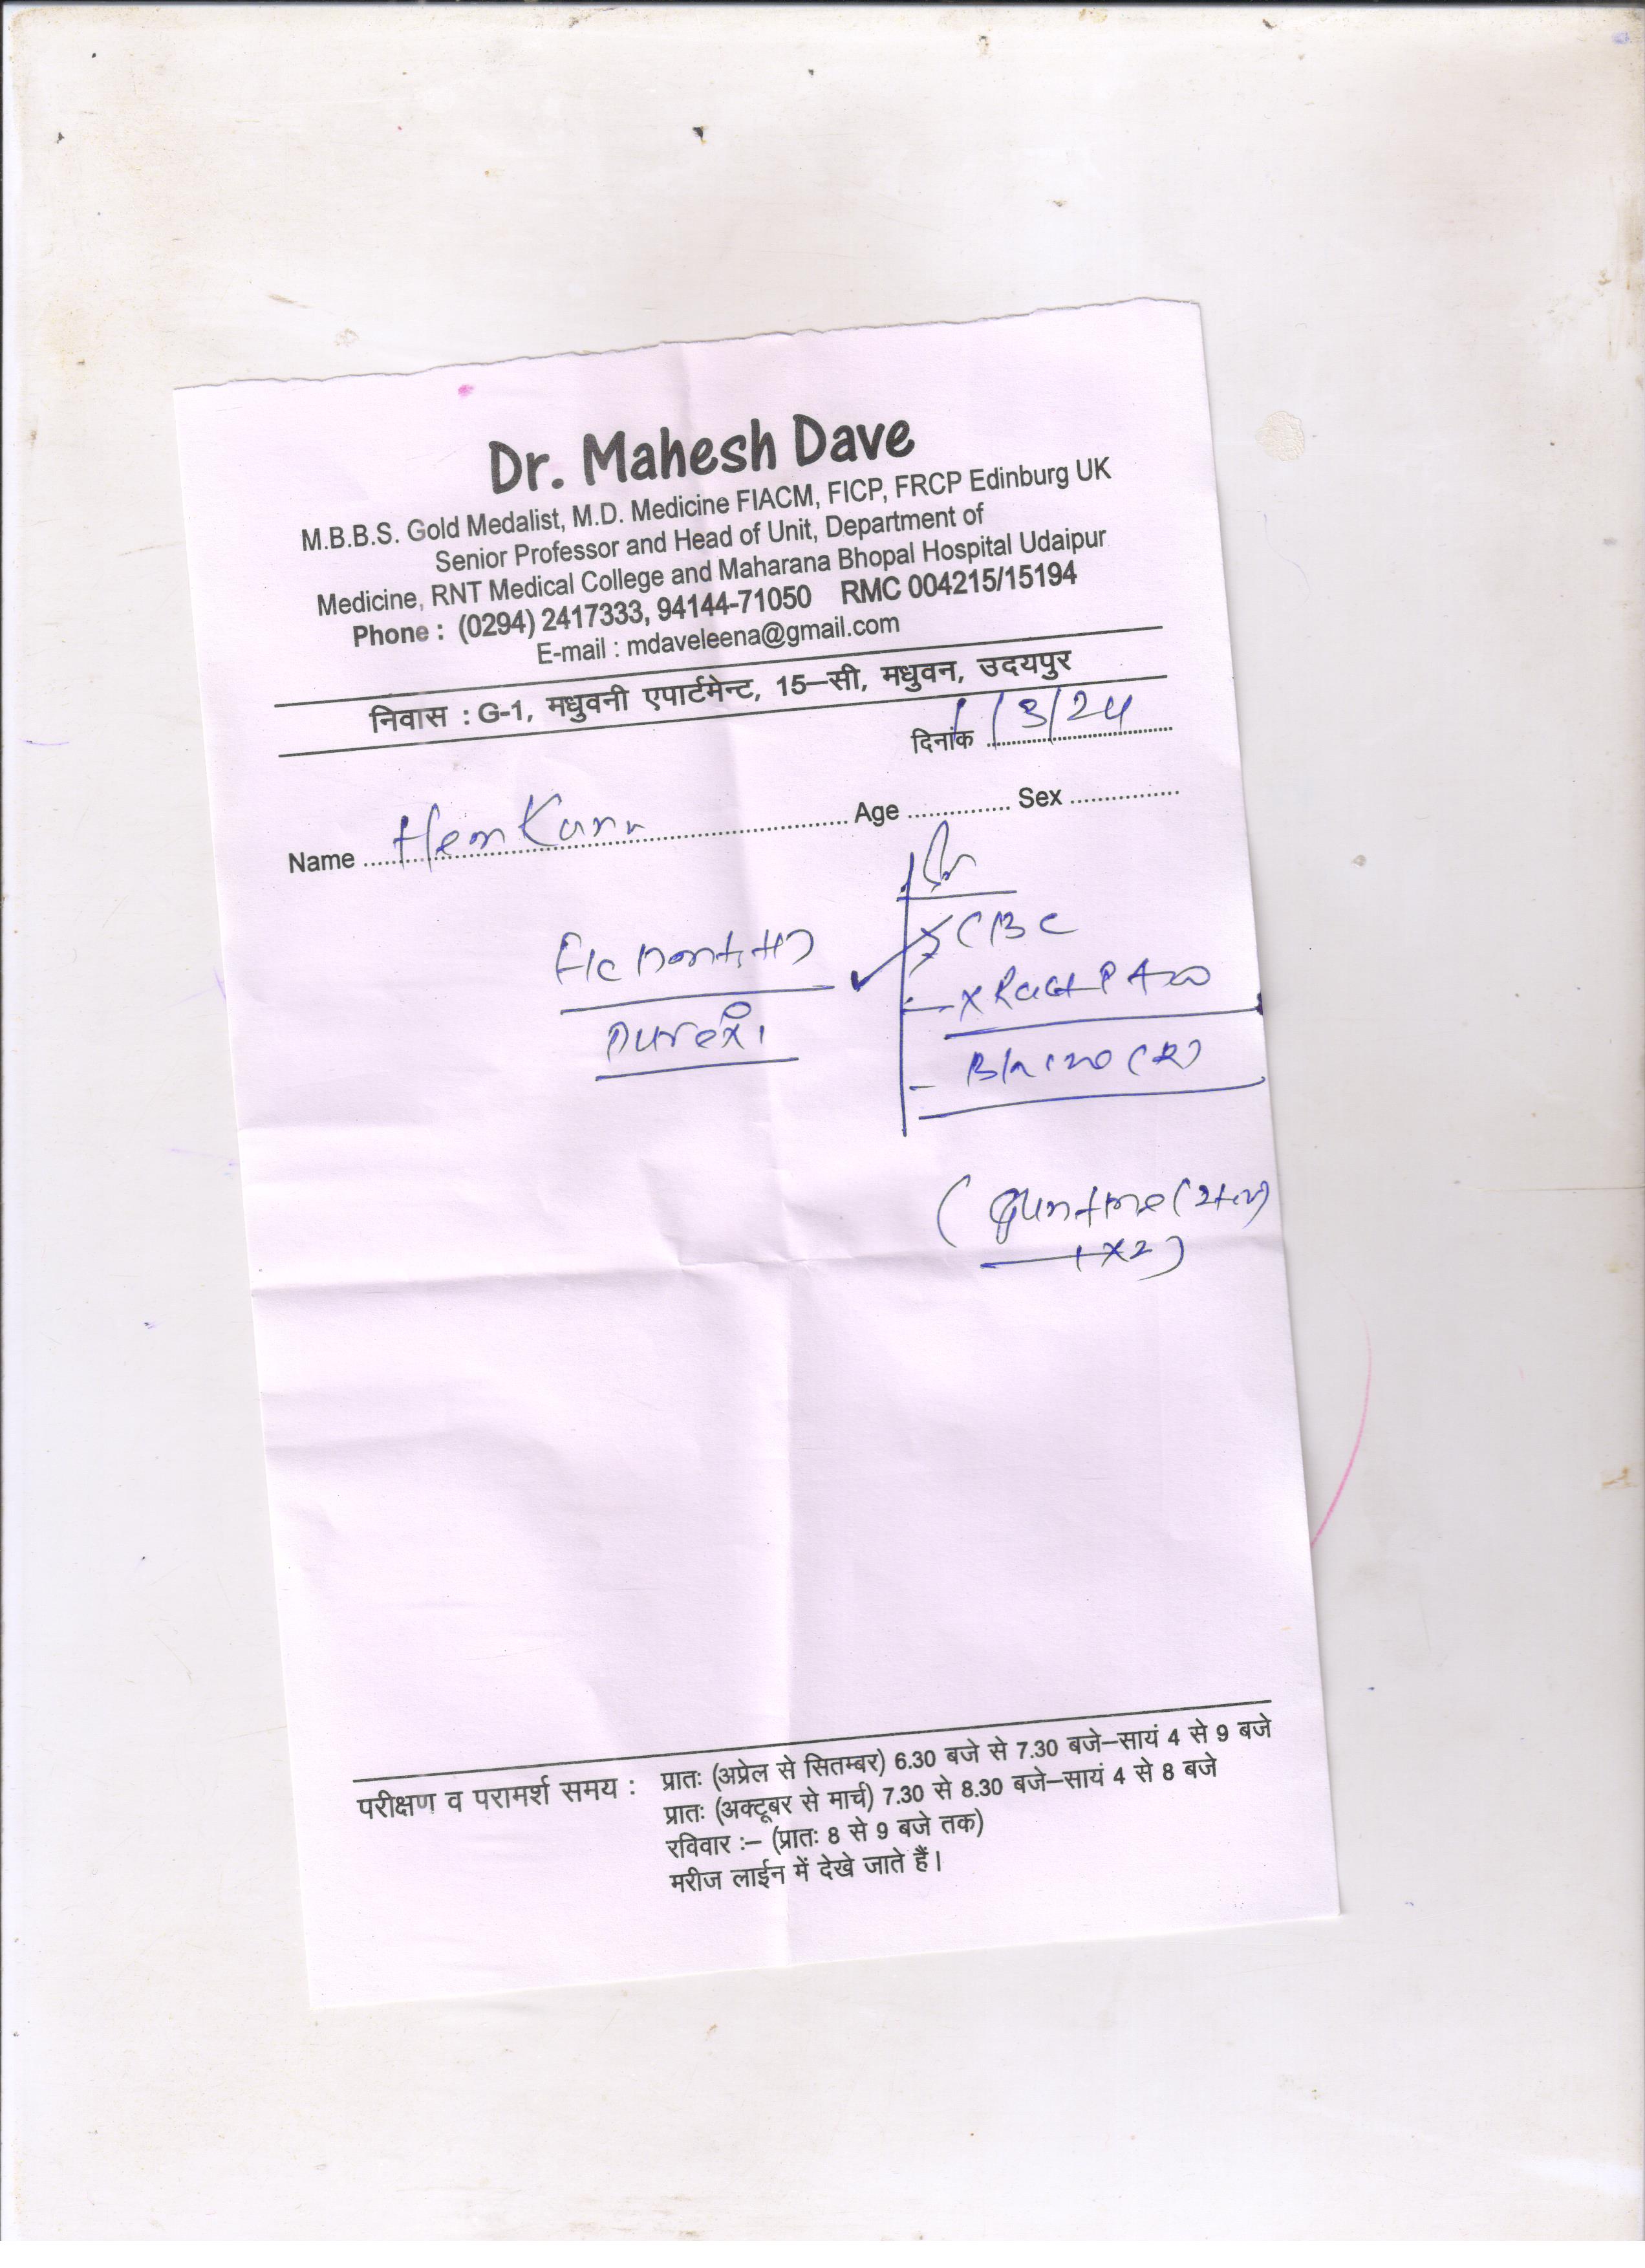 Dr. Mahesh Dave
M.B.B.S. Gold Medalist, M.D. Medicine FIACM, FICP, FRCP Edinburg UK
Senior Professor and Head of Unit, Department of
Medicine, RNT Medical College and Maharana Bhopal Hospital Udaipur
Phone : (0294) 2417333, 94144-71050 RMC 004215/15194
E-mail : mdaveleena@gmail.com
निवास : G-1, मधुवनी एपार्टमेन्ट, 15–सी, मधुवन, उदयपुर
दिनांक 1/3/24
Name Hem Age Sex
CBC
X
(R)
1 X 2)
परीक्षण व परामर्श समय : प्रातः (अप्रेल से सितम्बर) 6.30 बजे से 7.30 बजे–सायं 4 से 9 बजे
प्रातः (अक्टूबर से मार्च) 7.30 से 8.30 बजे–सायं 4 से 8 बजे
रविवार :– (प्रातः 8 से 9 बजे तक)
मरीज लाईन में देखे जाते हैं।